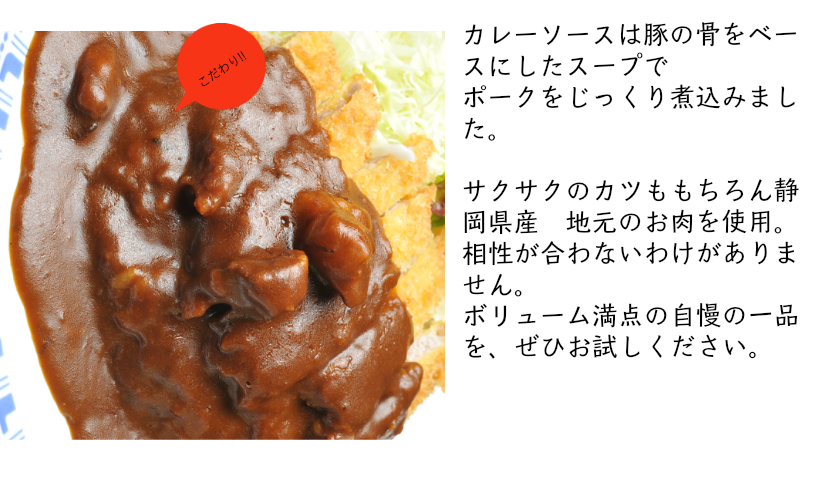 こだわり!!
カレーソースは豚の骨をベー
スにしたスープで
ポークをじっくり煮込みまし
た。
サクサクのカツももちろん静
岡県産　地元のお肉を使用。
相性が合わないわけがありま
せん。
ボリューム満点の自慢の一品
を、ぜひお試しください。